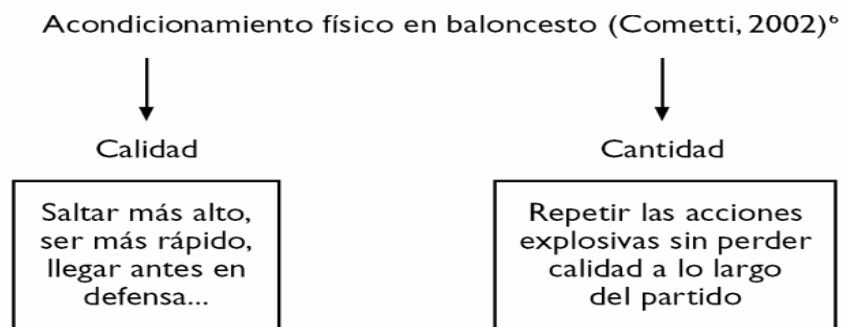 Acondicionamiento físico en baloncesto (Cometti, 2002)⁶
Calidad
Cantidad
Saltar más alto,
ser más rápido,
llegar antes en
defensa...
Repetir las acciones
explosivas sin perder
calidad a lo largo
del partido